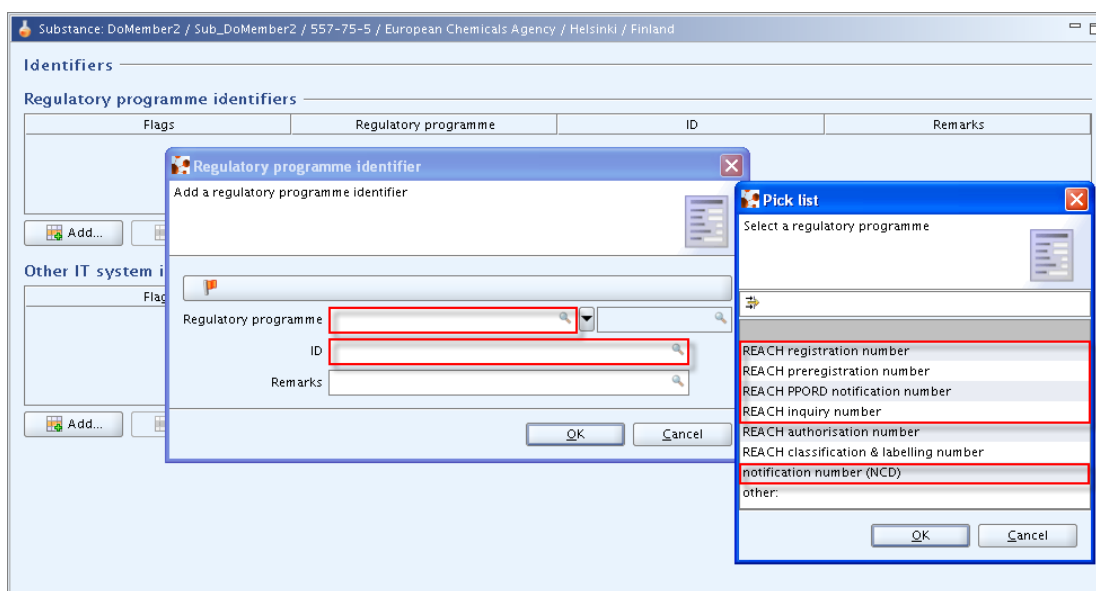 Substance: DoMember2 / Sub_DoMember2 / 557-75-5 / European Chemicals Agency / Helsinki / Finland
Identifiers
Regulatory programme identifiers
Flags Regulatory programme ID Remarks
Regulatory programme identifier
Add a regulatory programme identifier
Add...
Other IT system i
Flag
Regulatory programme
ID
Remarks
Add...
OK Cancel
Pick list
Select a regulatory programme
REACH registration number
REACH preregistration number
REACH PPORD notification number
REACH inquiry number
REACH authorisation number
REACH classification & labelling number
notification number (NCD)
other:
OK Cancel